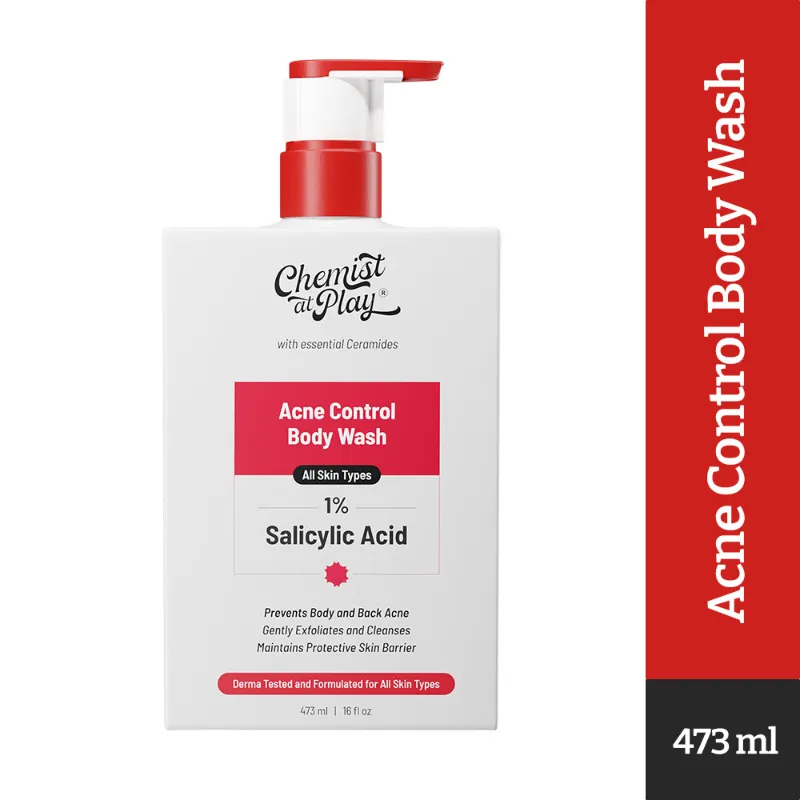 Chemist
at Play®
with essential Ceramides
Acne Control
Body Wash
All Skin Types
1%
Salicylic Acid
Prevents Body and Back Acne
Gently Exfoliates and Cleanses
Maintains Protective Skin Barrier
Derma Tested and Formulated for All Skin Types
473 ml | 16 fl oz
Acne Control Body Wash
473 ml